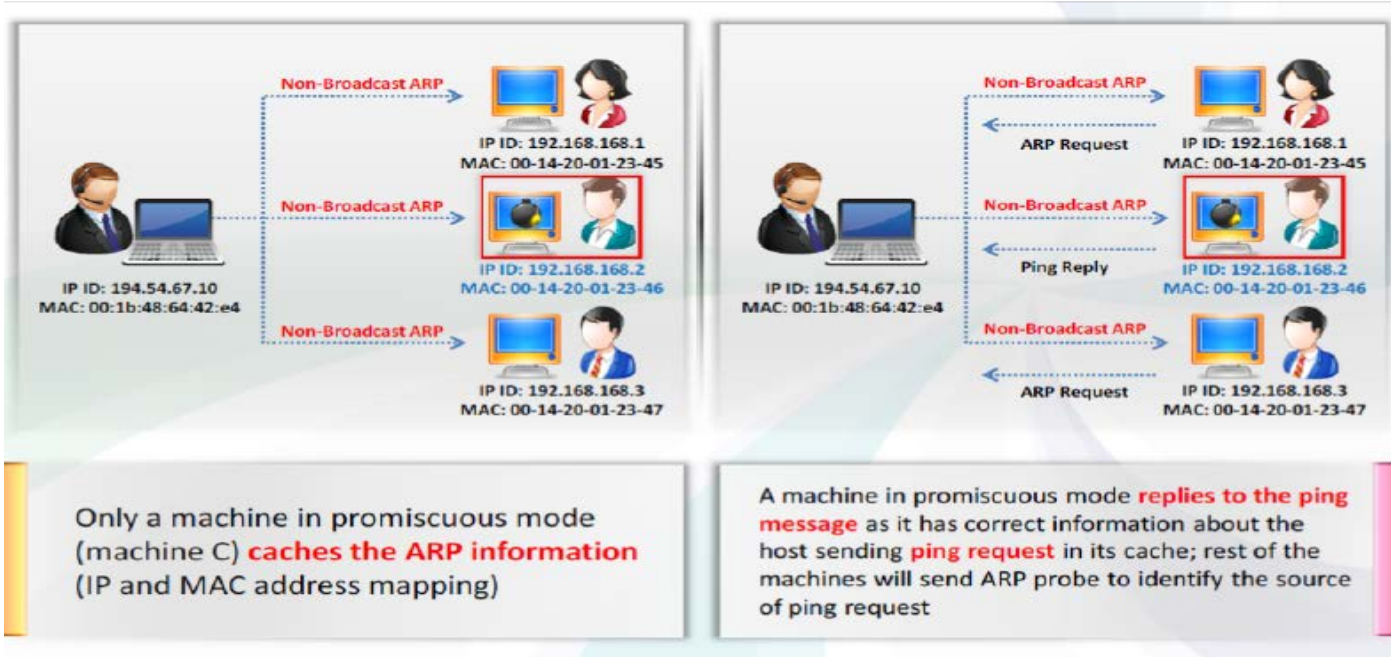 Non-Broadcast ARP
IP ID: 192.168.168.1
MAC: 00-14-20-01-23-45
Non-Broadcast ARP
IP ID: 194.54.67.10
MAC: 00:1b:48:64:42:e4
IP ID: 192.168.168.2
MAC: 00-14-20-01-23-46
Non-Broadcast ARP
IP ID: 192.168.168.3
MAC: 00-14-20-01-23-47
Non-Broadcast ARP
ARP Request
IP ID: 192.168.168.1
MAC: 00-14-20-01-23-45
Non-Broadcast ARP
Ping Reply
IP ID: 194.54.67.10
MAC: 00:1b:48:64:42:e4
IP ID: 192.168.168.2
MAC: 00-14-20-01-23-46
Non-Broadcast ARP
ARP Request
IP ID: 192.168.168.3
MAC: 00-14-20-01-23-47
Only a machine in promiscuous mode
(machine C) caches the ARP information
(IP and MAC address mapping)
A machine in promiscuous mode replies to the ping
message as it has correct information about the
host sending ping request in its cache; rest of the
machines will send ARP probe to identify the source
of ping request